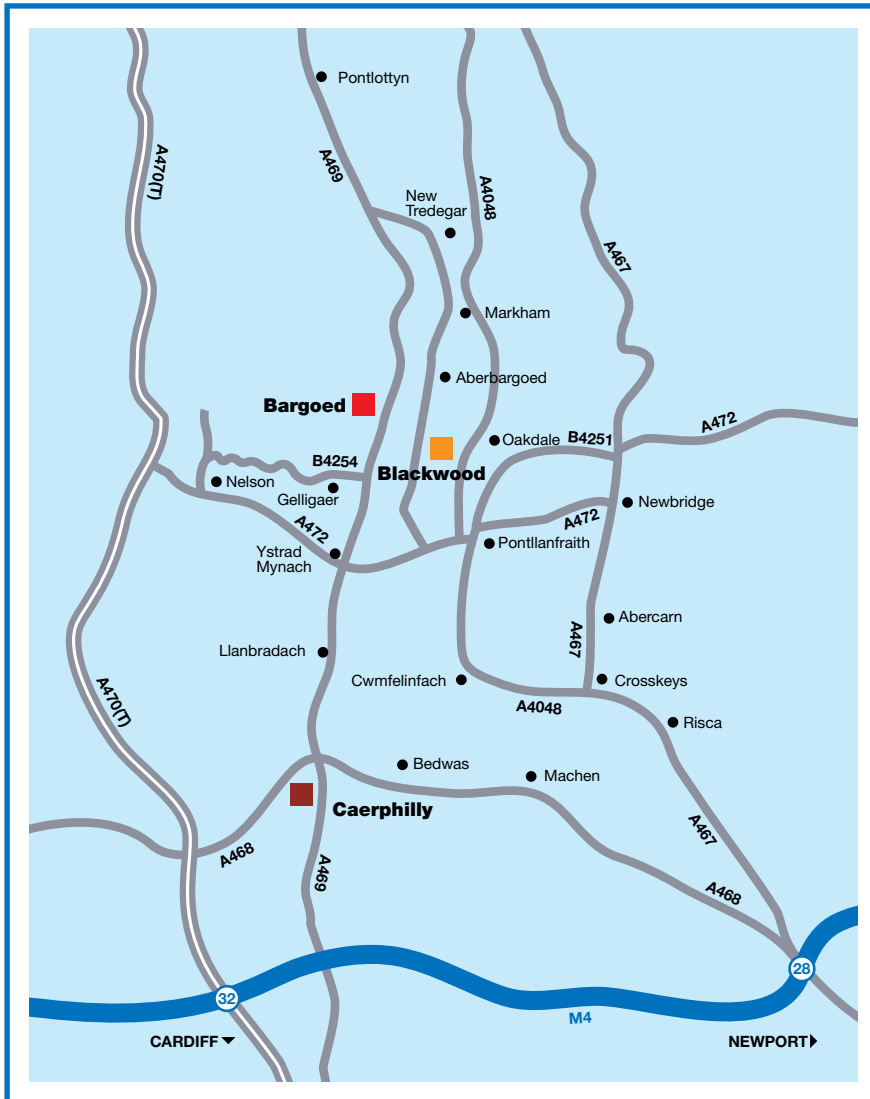 Pontlottyn
A470(T)
A469
New
Tredegar
A4048
A467
Markham
Aberbargoed
Bargoed
A472
Oakdale
B4251
Blackwood
B4254
Nelson
Gelligaer
Newbridge
A472
A472
Ystrad
Mynach
Pontllanfraith
Abercarn
A467
Llanbradach
Cwmfelinfach
Crosskeys
A470(T)
A4048
Risca
Bedwas
Machen
Caerphilly
A467
A468
A469
A468
28
32
M4
CARDIFF
NEWPORT